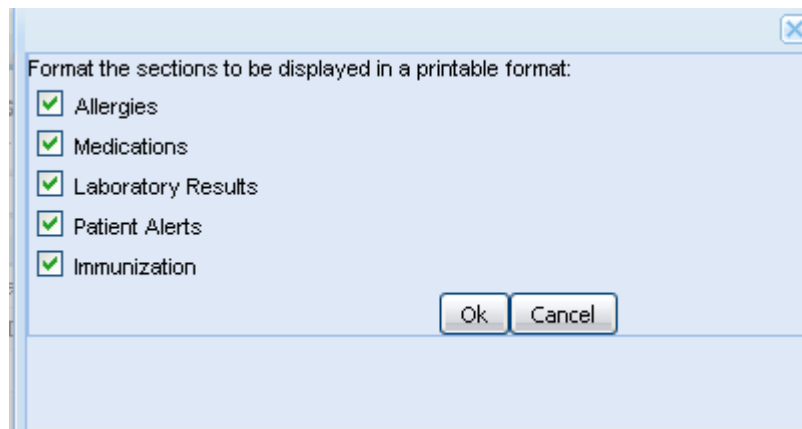 Format the sections to be displayed in a printable format:
Allergies
Medications
Laboratory Results
Patient Alerts
Immunization
Ok Cancel